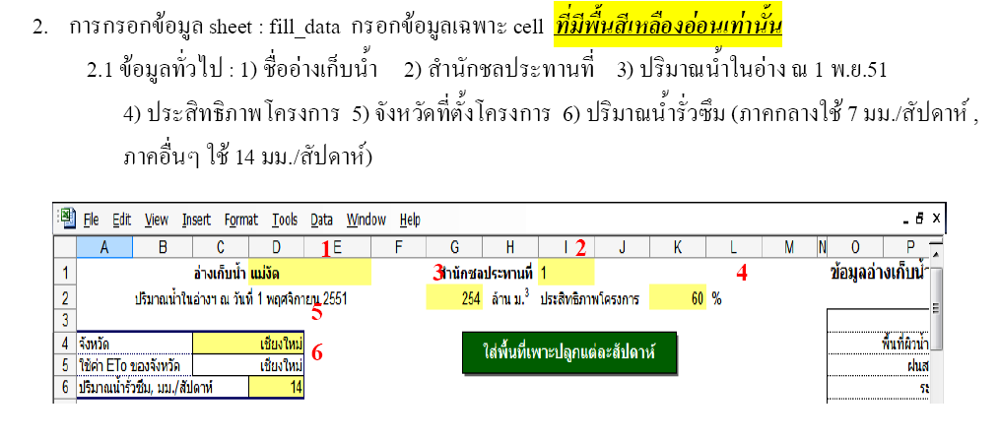 2. การกรอกข้อมูล sheet : fill_data กรอกข้อมูลเฉพาะ cell ที่มีพื้นสีเหลืองอ่อนเท่านั้น
2.1 ข้อมูลทั่วไป : 1) ชื่ออ่างเก็บน้ำ 2) สำนักชลประทานที่ 3) ปริมาณน้ำในอ่าง ณ 1 พ.ย.51
4) ประสิทธิภาพโครงการ 5) จังหวัดที่ตั้งโครงการ 6) ปริมาณน้ำรั่วซึม (ภาคกลางใช้ 7 มม./สัปดาห์ ,
ภาคอื่นๆ ใช้ 14 มม./สัปดาห์)
File Edit View Insert Format Tools Data Window Help
A B C D 1 E F G H I 2 J K L M N O P
1 อ่างเก็บน้ำ แม่งัด 3 สำนักชลประทานที่ 1 4 ข้อมูลอ่างเก็บน้ำ
2 ปริมาณน้ำในอ่างฯ ณ วันที่ 1 พฤศจิกายน 2551 254 ล้าน ม.3 ประสิทธิภาพโครงการ 60 %
3 5
4 จังหวัด เชียงใหม่ 6 ใส่พื้นที่เพาะปลูกแต่ละสัปดาห์ พื้นที่ผิวน้ำ
5 ใช้ค่า ETo ของจังหวัด เชียงใหม่ ฝนส
6 ปริมาณน้ำรั่วซึม, มม./สัปดาห์ 14 ระ